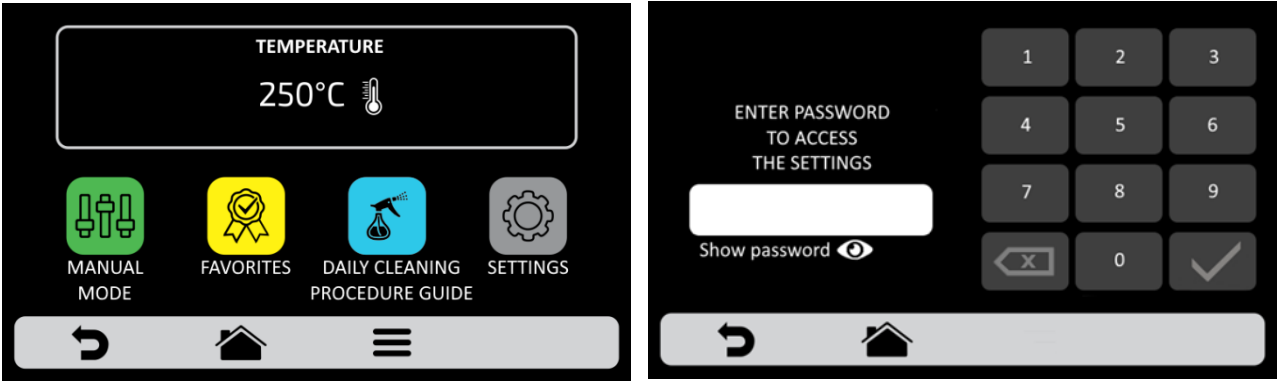 TEMPERATURE
250°C
MANUAL
MODE
FAVORITES
DAILY CLEANING
PROCEDURE GUIDE
SETTINGS
ENTER PASSWORD
TO ACCESS
THE SETTINGS
Show password
1 2 3
4 5 6
7 8 9
X 0